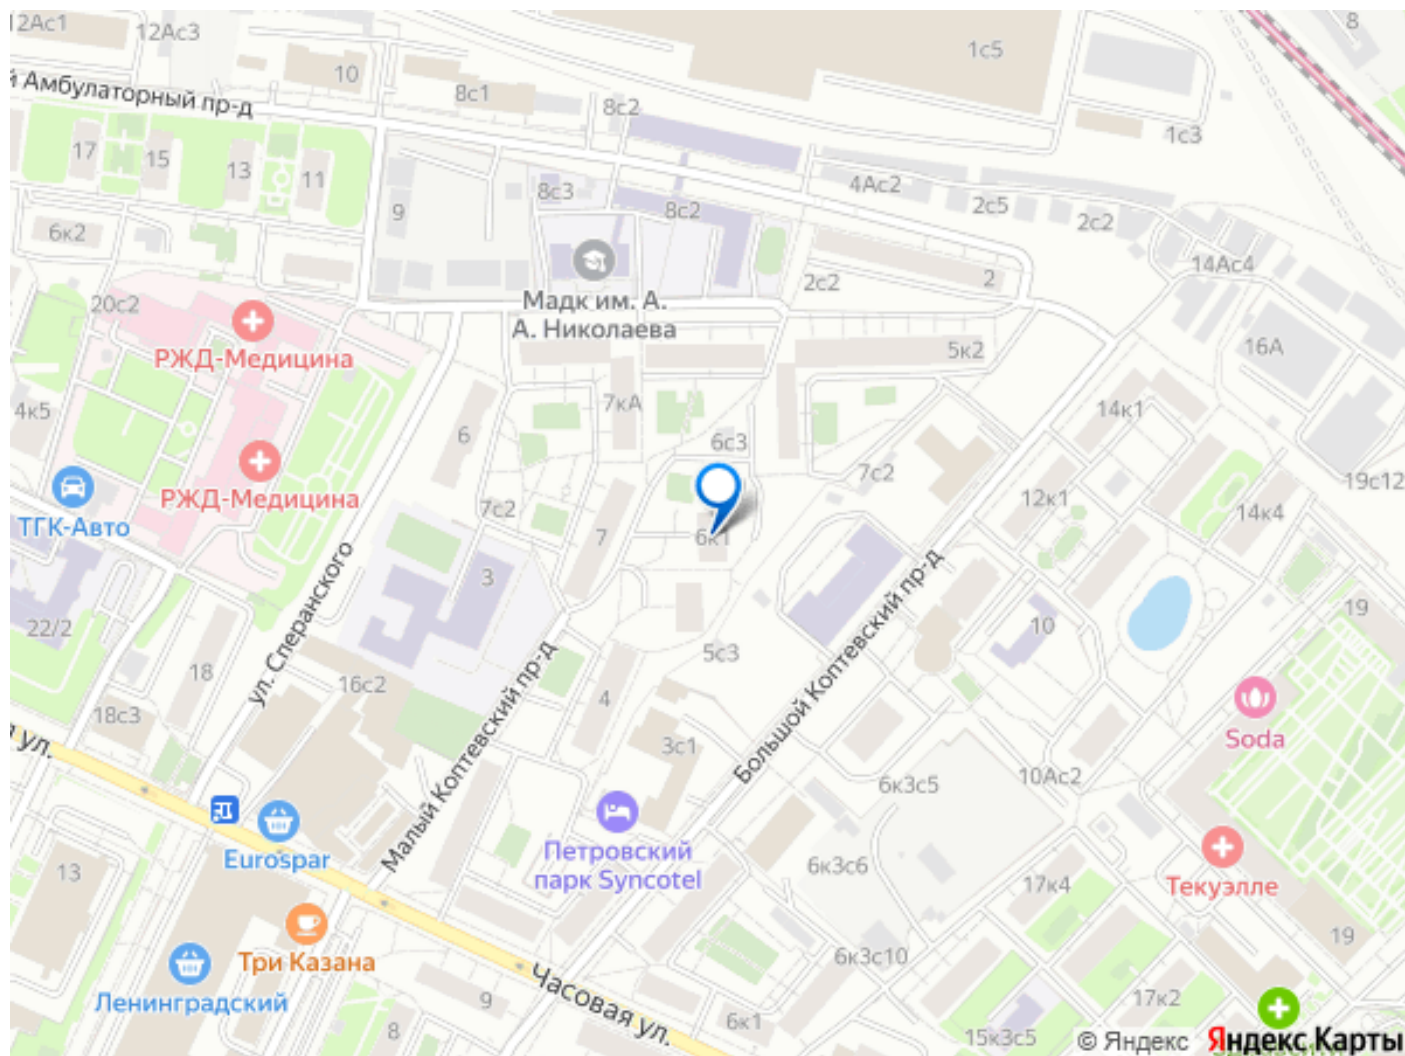 12Ас1
12Ас3
10
8с1
8с2
1с5
8
й Амбулаторный пр-д
1с3
17
15
13
11
9
8с3
8с2
4Ас2
2с5
2с2
6к2
14Ас4
20с2
РЖД-Медицина
Мадк им. А.
А. Николаева
2с2
2
5к2
16А
4к5
7кА
6
6с3
14к1
7с2
12к1
19с12
РЖД-Медицина
ТГК-Авто
7с2
7
6к1
14к4
ул. Сперанского
3
22/2
18
5с3
10
19
Большой Коптевский пр-д
Малый Коптевский пр-д
16с2
4
18с3
3с1
Soda
я ул.
6к3с5
10Ас2
Eurospar
Петровский
парк Syncotel
6к3с6
17к4
Текуэлле
13
Три Казана
Ленинградский
6к3с10
19
9
Часовая ул.
8
6к1
17к2
15к3с5
© Яндекс Яндекс Карты